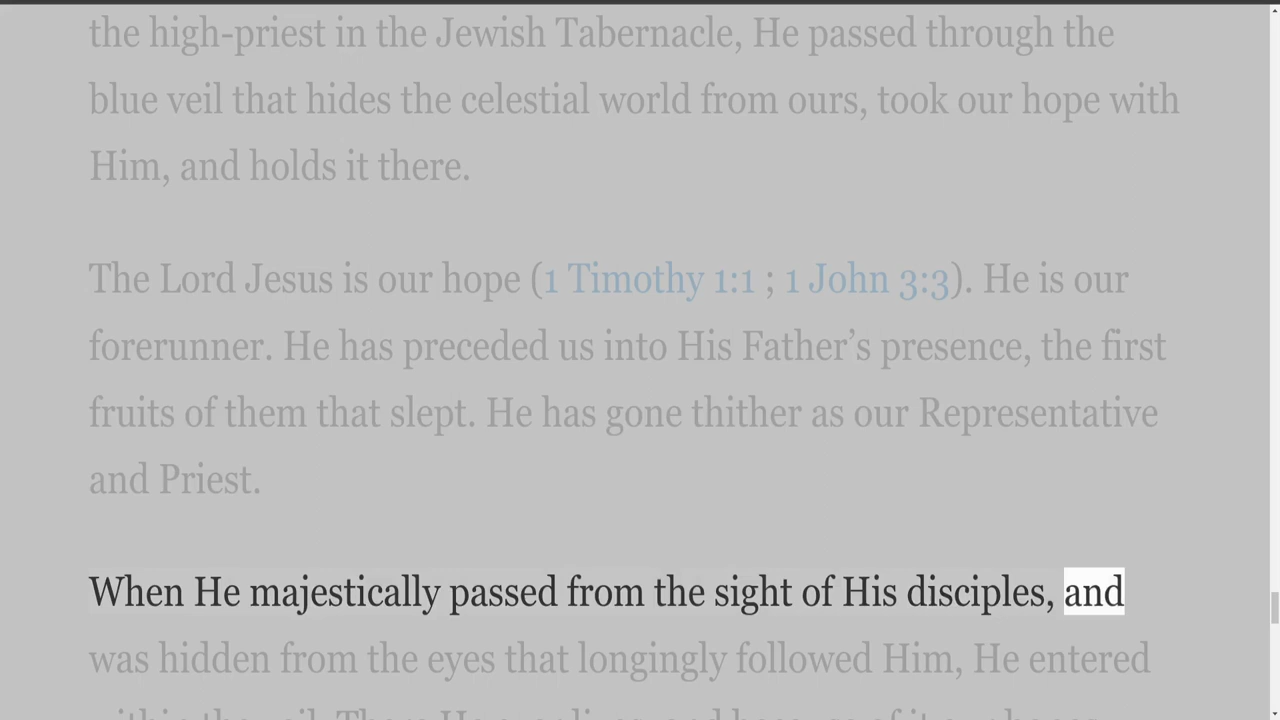 the high-priest in the Jewish Tabernacle, He passed through the
blue veil that hides the celestial world from ours, took our hope with
Him, and holds it there.
The Lord Jesus is our hope (1 Timothy 1:1 ; 1 John 3:3). He is our
forerunner. He has preceded us into His Father’s presence, the first
fruits of them that slept. He has gone thither as our Representative
and Priest.
When He majestically passed from the sight of His disciples, and
was hidden from the eyes that longingly followed Him, He entered